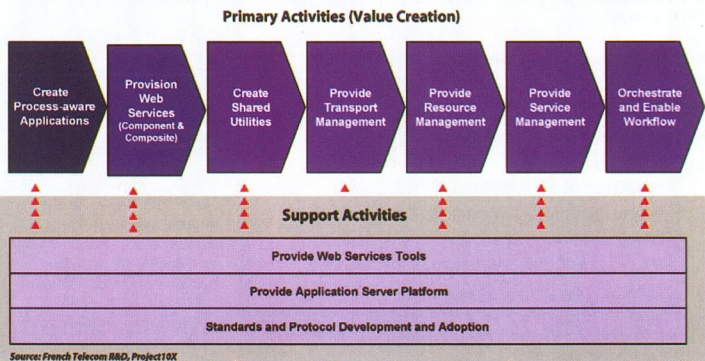 Primary Activities (Value Creation)
Create
Process-aware
Applications
Provision
Web
Services
(Component &
Composite)
Create
Shared
Utilities
Provide
Transport
Management
Provide
Resource
Management
Provide
Service
Management
Orchestrate
and Enable
Workflow
Support Activities
Provide Web Services Tools
Provide Application Server Platform
Standards and Protocol Development and Adoption
Source: French Telecom R&D, Project10X